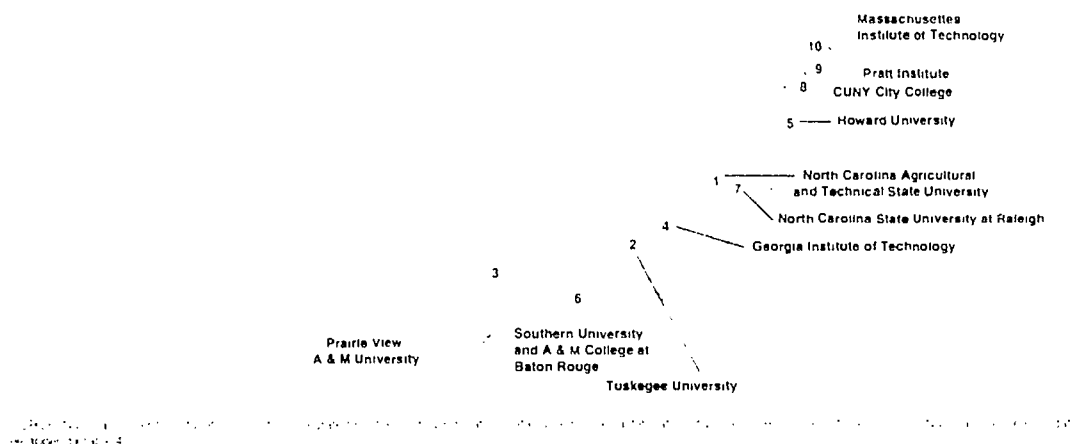 Massachusettes
Institute of Technology
10
9
Pratt Institute
8
CUNY City College
5
Howard University
1
North Carolina Agricultural
and Technical State University
7
North Carolina State University at Raleigh
4
Georgia Institute of Technology
2
3
6
Prairie View
A & M University
Southern University
and A & M College at
Baton Rouge
Tuskegee University